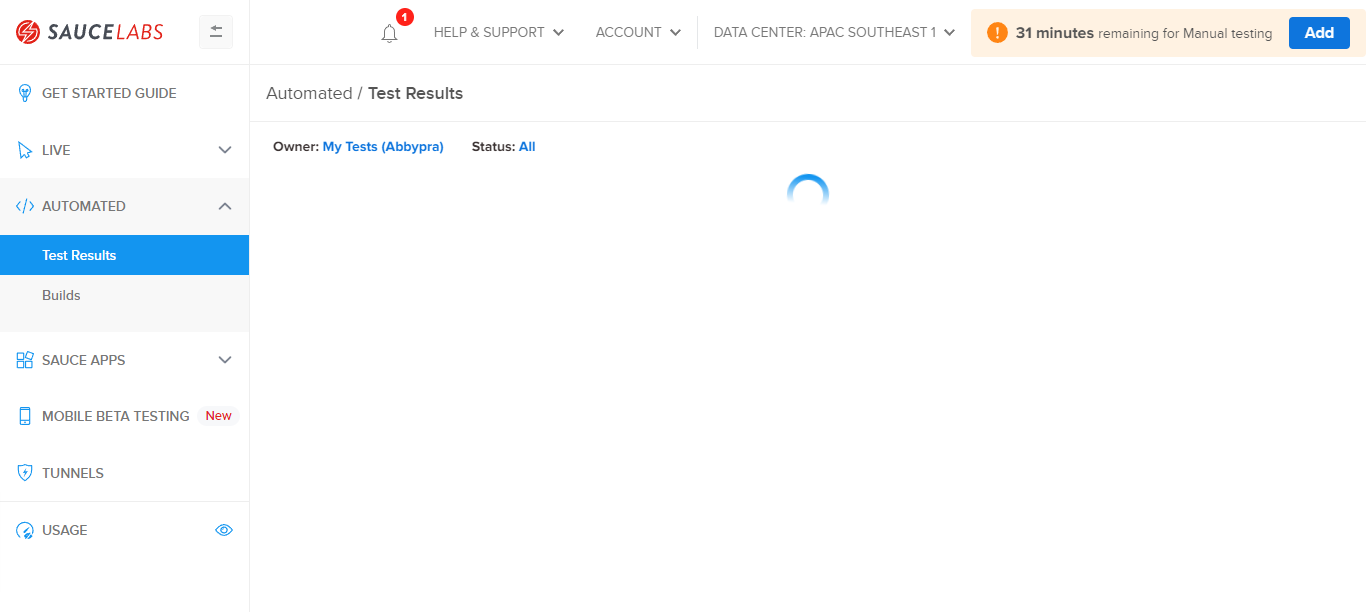 SAUCELABS
1
HELP & SUPPORT
ACCOUNT
DATA CENTER: APAC SOUTHEAST 1
31 minutes remaining for Manual testing
Add
GET STARTED GUIDE
LIVE
AUTOMATED
Test Results
Builds
SAUCE APPS
MOBILE BETA TESTING New
TUNNELS
USAGE
Automated / Test Results
Owner: My Tests (Abbypra) Status: All